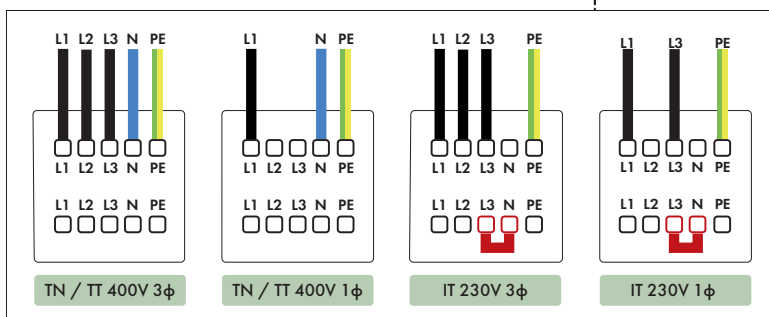 L1 L2 L3 N PE
L1 L2 L3 N PE
L1 L2 L3 N PE
TN / TT 400V 3ϕ
L1 N PE
L1 L2 L3 N PE
L1 L2 L3 N PE
TN / TT 400V 1ϕ
L1 L2 L3 PE
L1 L2 L3 N PE
L1 L2 L3 N PE
IT 230V 3ϕ
L1 L3 PE
L1 L2 L3 N PE
L1 L2 L3 N PE
IT 230V 1ϕ